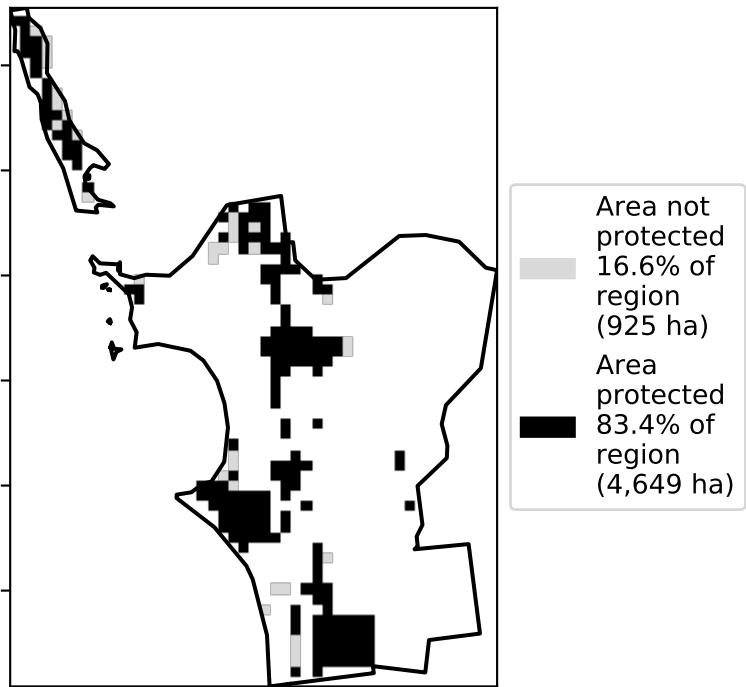 Area not
protected
16.6% of
region
(925 ha)
Area
protected
83.4% of
region
(4,649 ha)